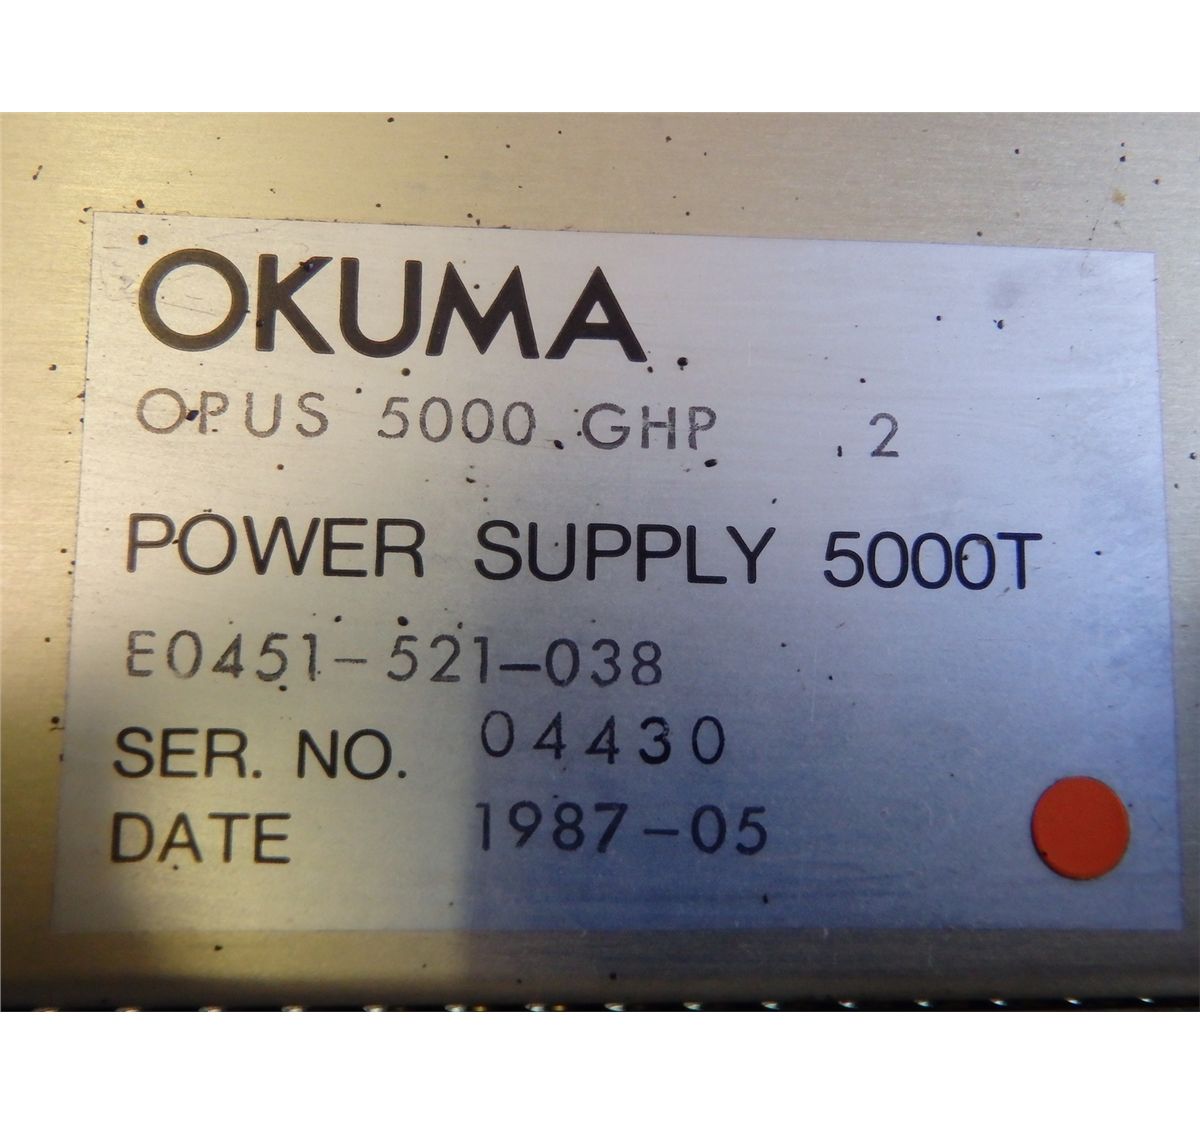 OKUMA
OPUS 5000 GHP 2
POWER SUPPLY 5000T
E0451-521-038
SER. NO. 04430
DATE 1987-05